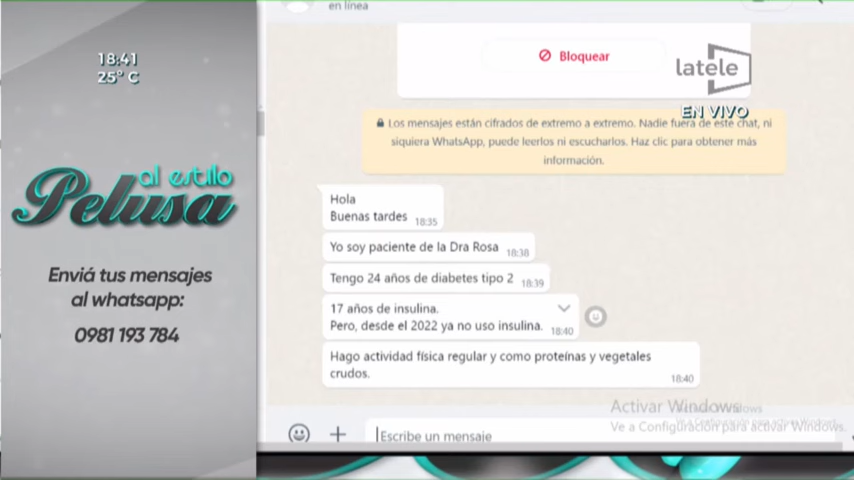 18:41
25° C
al estilo
Pelusa
Enviá tus mensajes
al whatsapp:
0981 193 784
en línea
Bloquear
latele
EN VIVO
Los mensajes están cifrados de extremo a extremo. Nadie fuera de este chat, ni
siquiera WhatsApp, puede leerlos ni escucharlos. Haz clic para obtener más
información.
Hola
Buenas tardes 18:35
Yo soy paciente de la Dra Rosa 18:38
Tengo 24 años de diabetes tipo 2 18:39
17 años de insulina.
Pero, desde el 2022 ya no uso insulina. 18:40
Hago actividad física regular y como proteínas y vegetales
crudos.
18:40
Activar Windows
Ve a Configuración para activar Windows.
Escribe un mensaje